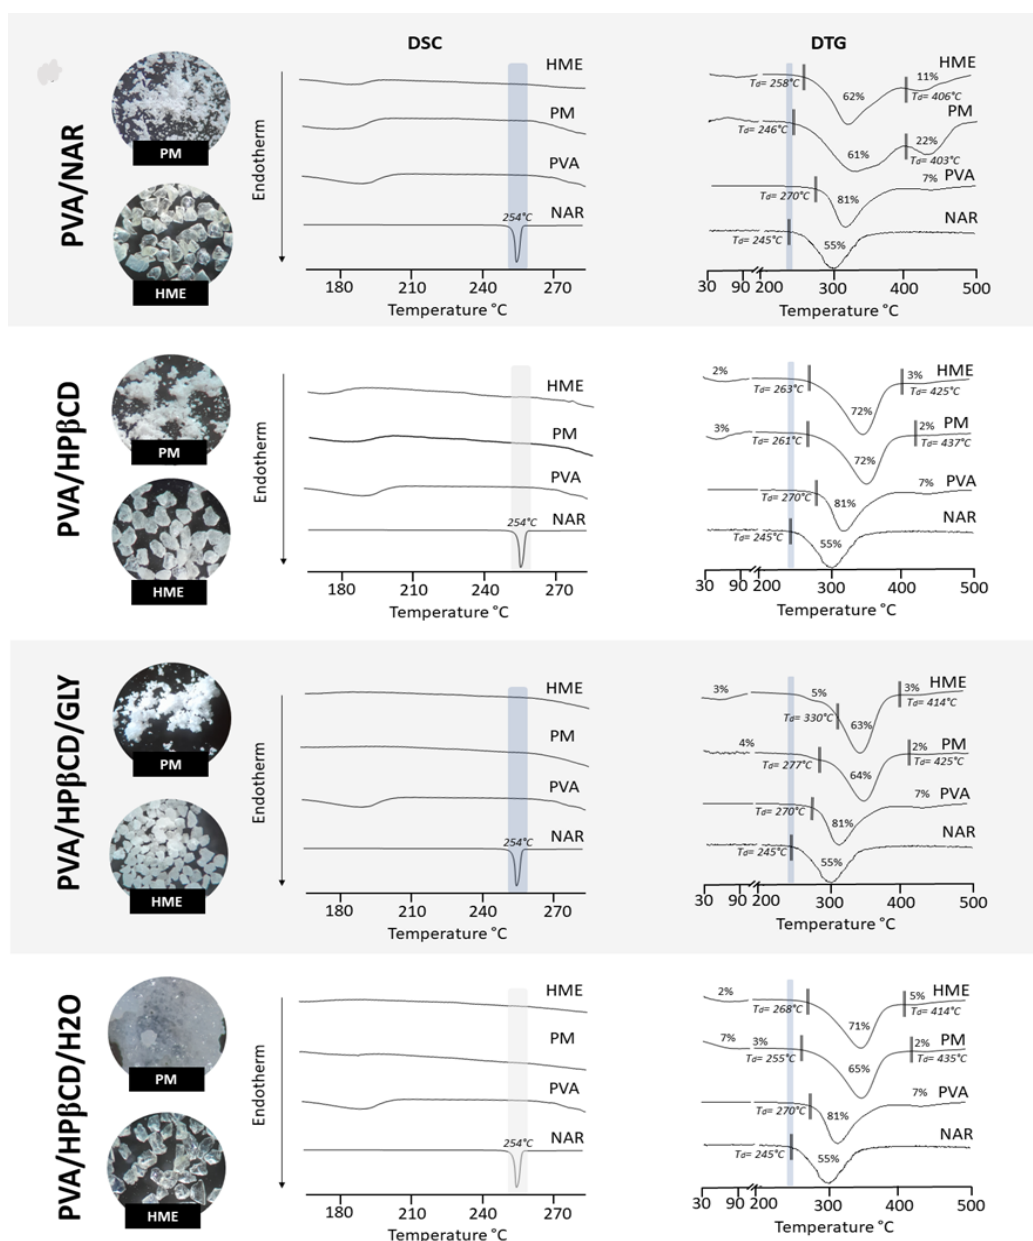 DSC
DTG
PVA/NAR
PM
HME
Endotherm
HME
PM
PVA
NAR
254°C
180 210 240 270
Temperature °C
HME
11%
Td= 258°C
62%
Td= 406°C
PM
Td= 246°C
22%
61%
Td= 403°C
7% PVA
Td= 270°C
81%
NAR
Td= 245°C
55%
30 90 200 300 400 500
Temperature °C
PVA/HPβCD
PM
HME
Endotherm
HME
PM
PVA
NAR
254°C
180 210 240 270
Temperature °C
HME
2%
3%
Td= 263°C
Td= 425°C
72%
PM
3%
2%
Td= 261°C
Td= 437°C
72%
7% PVA
Td= 270°C
81%
NAR
Td= 245°C
55%
30 90 200 300 400 500
Temperature °C
PVA/HPβCD/GLY
PM
HME
Endotherm
HME
PM
PVA
NAR
254°C
180 210 240 270
Temperature °C
HME
3%
5%
3%
Td= 330°C
Td= 414°C
63%
PM
4%
2%
Td= 277°C
Td= 425°C
64%
7% PVA
Td= 270°C
81%
NAR
Td= 245°C
55%
30 90 200 300 400 500
Temperature °C
PVA/HPβCD/H2O
PM
HME
Endotherm
HME
PM
PVA
NAR
254°C
180 210 240 270
Temperature °C
HME
2%
5%
Td= 268°C
Td= 414°C
71%
PM
7% 3%
2%
Td= 255°C
Td= 435°C
65%
7% PVA
Td= 270°C
81%
NAR
Td= 245°C
55%
30 90 200 300 400 500
Temperature °C